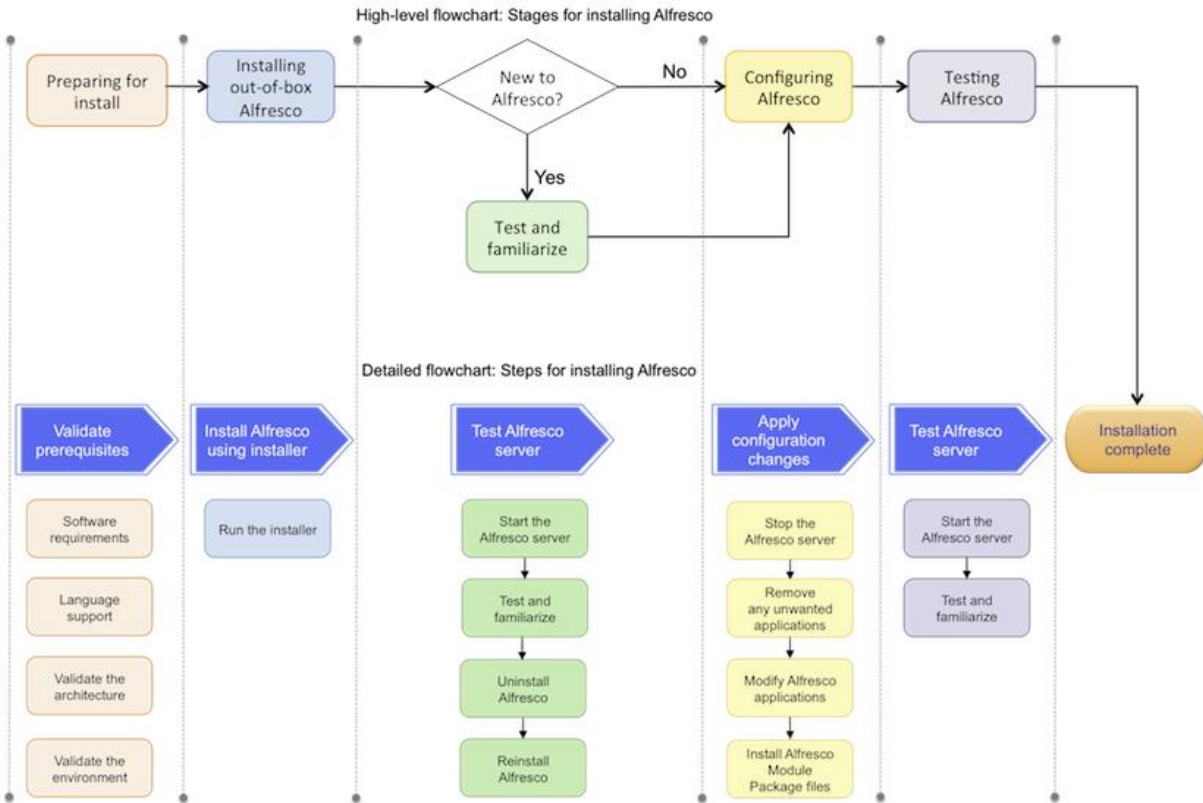 High-level flowchart: Stages for installing Alfresco
Preparing for
install
Installing
out-of-box
Alfresco
New to
Alfresco?
No
Configuring
Alfresco
Testing
Alfresco
Yes
Test and
familiarize
Detailed flowchart: Steps for installing Alfresco
Validate
prerequisites
Install Alfresco
using installer
Test Alfresco
server
Apply
configuration
changes
Test Alfresco
server
Installation
complete
Software
requirements
Language
support
Validate the
architecture
Validate the
environment
Run the installer
Start the
Alfresco server
Test and
familiarize
Uninstall
Alfresco
Reinstall
Alfresco
Stop the
Alfresco server
Remove
any unwanted
applications
Modify Alfresco
applications
Install Alfresco
Module
Package files
Start the
Alfresco server
Test and
familiarize